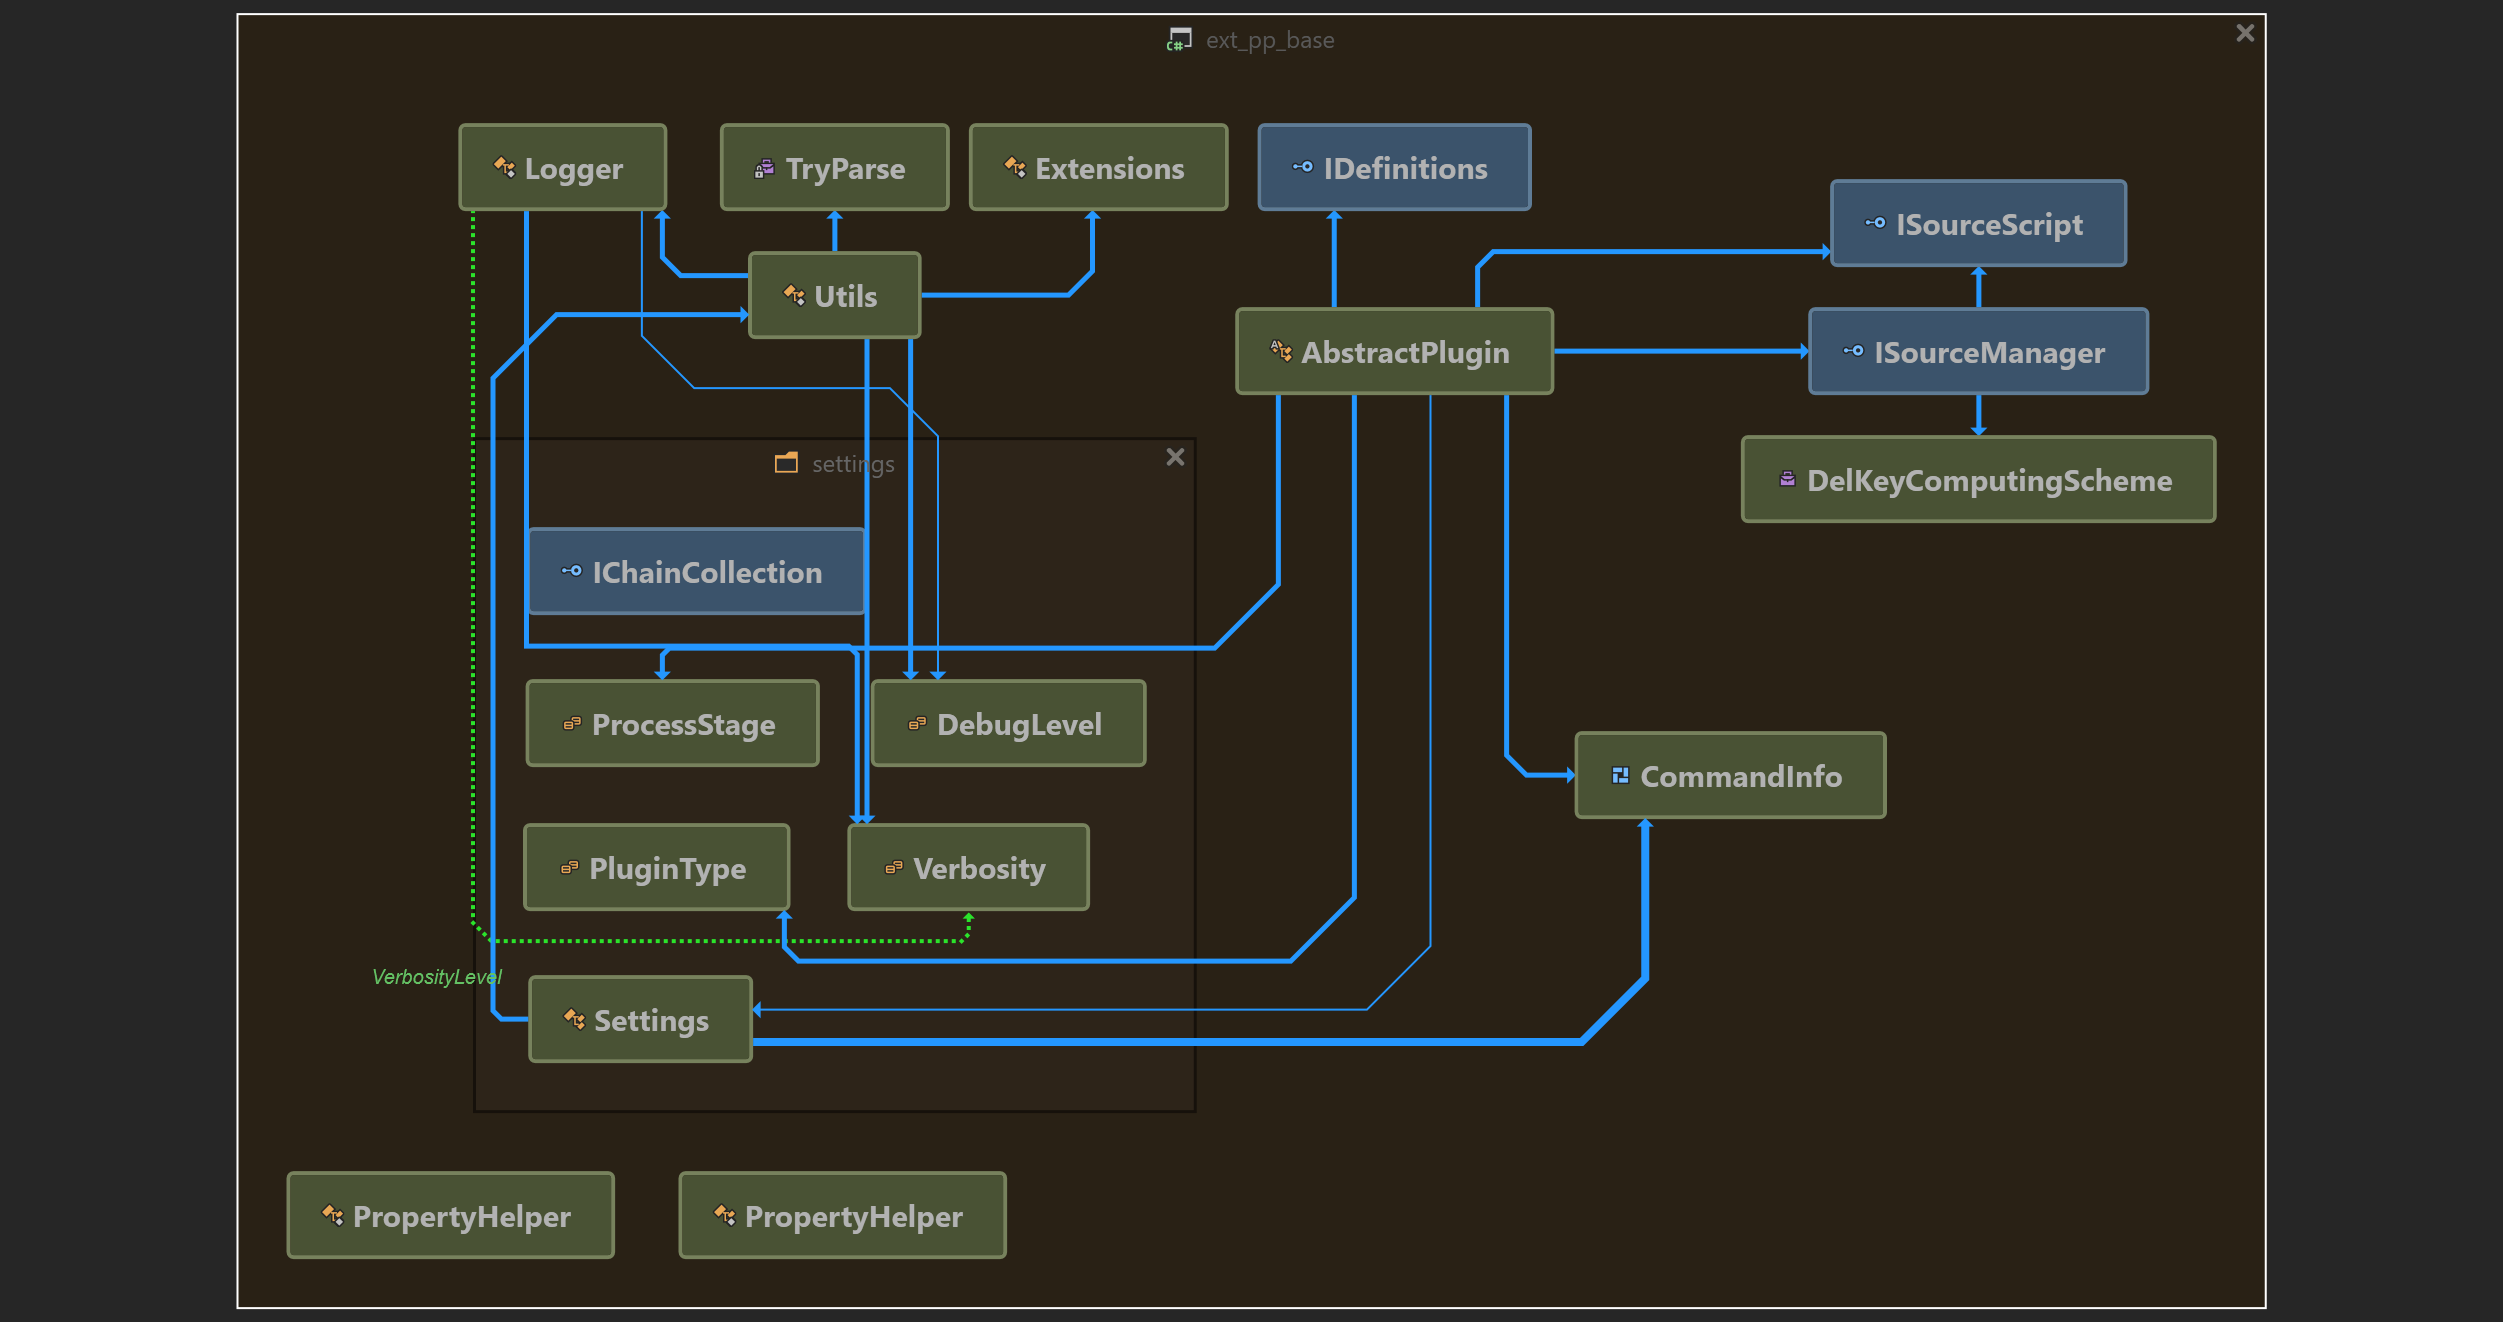 ext_pp_base
Logger
TryParse
Extensions
IDefinitions
ISourceScript
Utils
AbstractPlugin
ISourceManager
settings
DelKeyComputingScheme
IChainCollection
ProcessStage
DebugLevel
CommandInfo
PluginType
Verbosity
VerbosityLevel
Settings
PropertyHelper
PropertyHelper